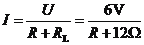 I = U / (R + R_L) = 6V / (R + 12Ω)